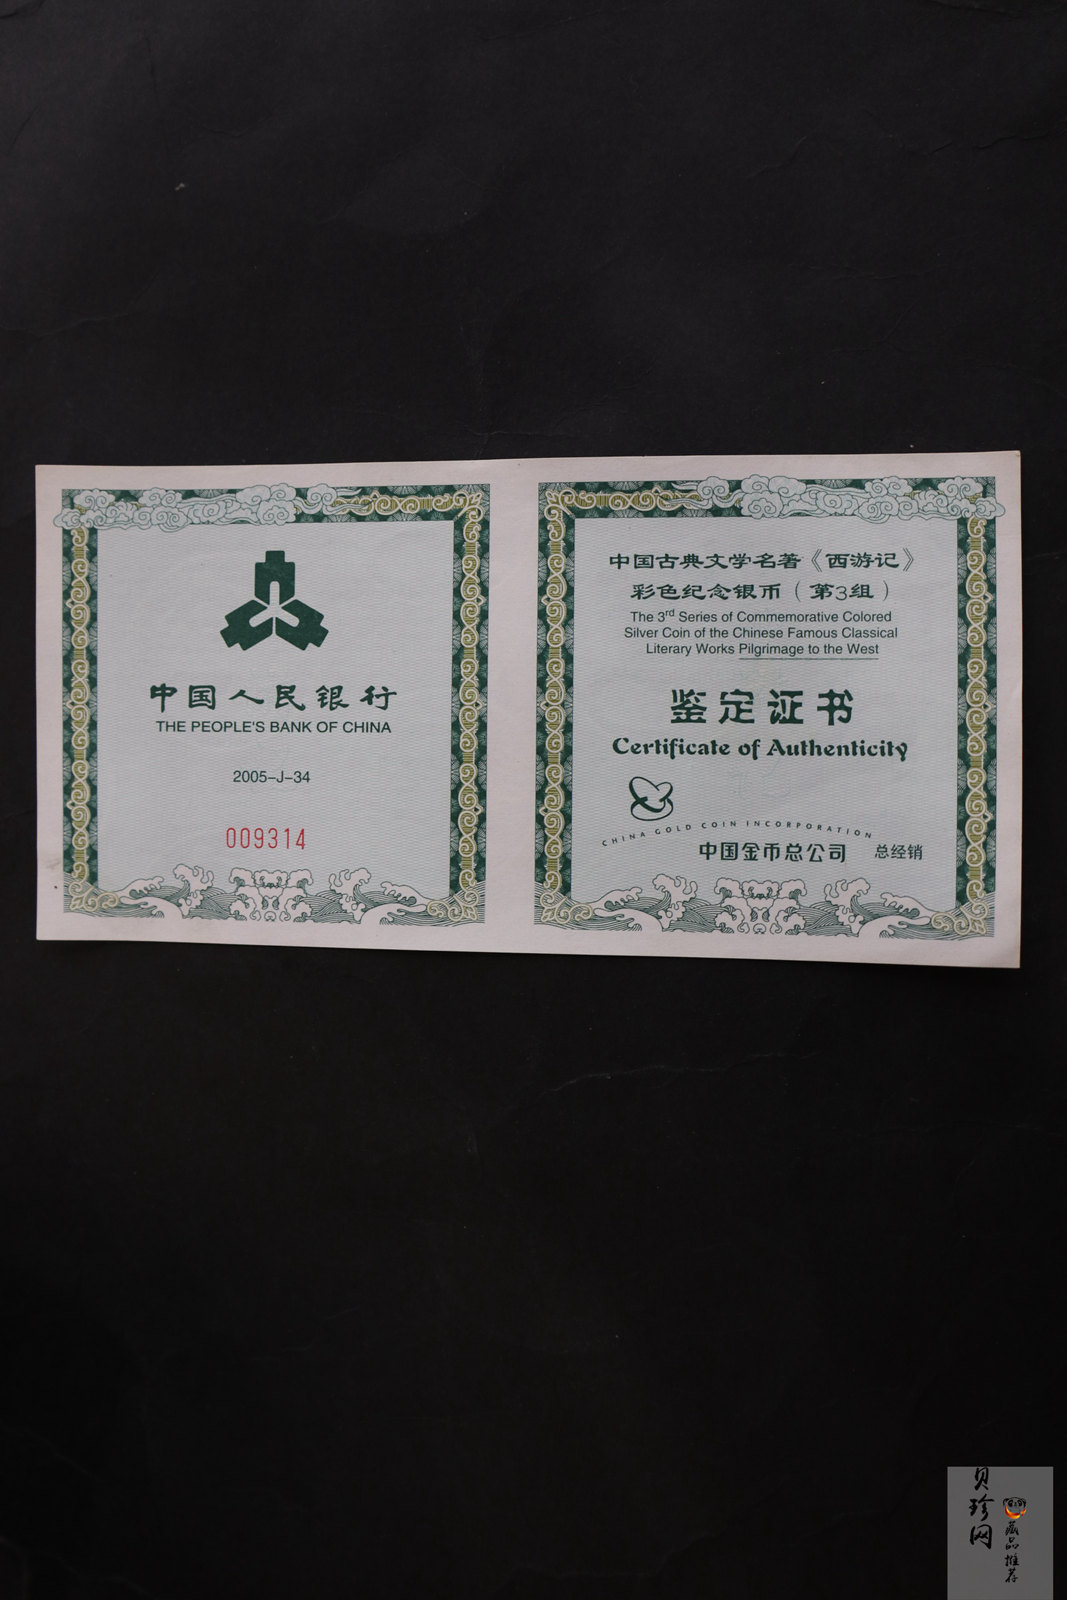 中国人民银行
THE PEOPLE'S BANK OF CHINA
2005-J-34
009314
中国古典文学名著《西游记》
彩色纪念银币（第3组）
The 3rd Series of Commemorative Colored
Silver Coin of the Chinese Famous Classical
Literary Works Pilgrimage to the West
鉴定证书
Certificate of Authenticity
CHINA GOLD COIN INCORPORATION
中国金币总公司 总经销
贝珍网
藏品推荐